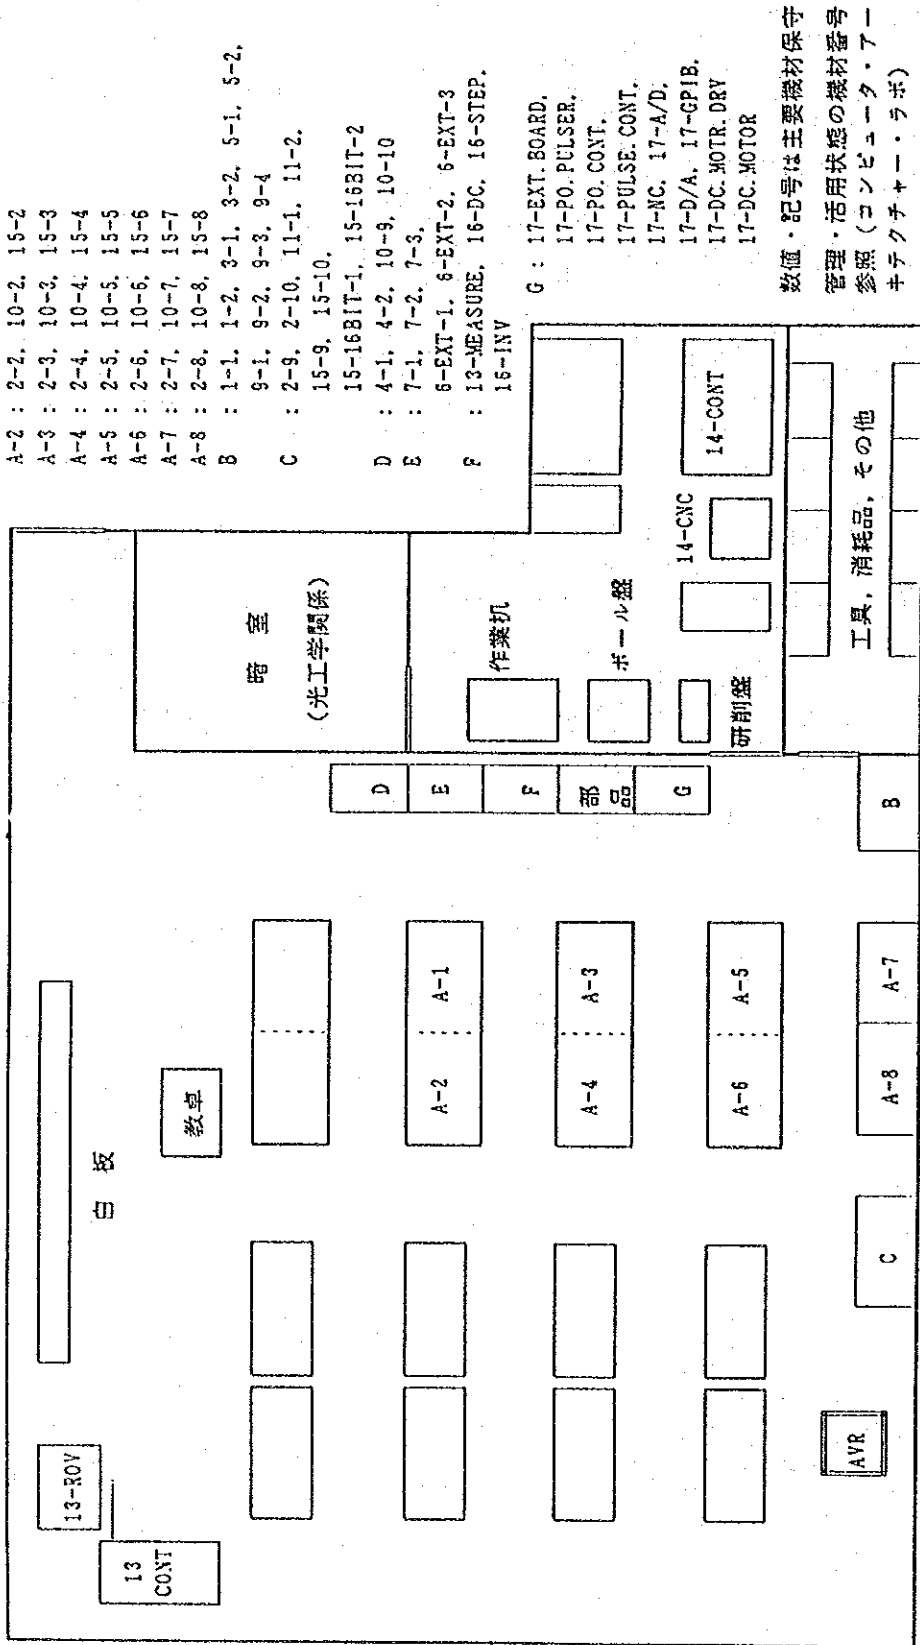 A-2 : 2-2, 10-2, 15-2
A-3 : 2-3, 10-3, 15-3
A-4 : 2-4, 10-4, 15-4
A-5 : 2-5, 10-5, 15-5
A-6 : 2-6, 10-6, 15-6
A-7 : 2-7, 10-7, 15-7
A-8 : 2-8, 10-8, 15-8
B : 1-1, 1-2, 3-1, 3-2, 5-1, 5-2,
9-1, 9-2, 9-3, 9-4
C : 2-9, 2-10, 11-1, 11-2,
15-9, 15-10,
15-16BIT-1, 15-16BIT-2
D : 4-1, 4-2, 10-9, 10-10
E : 7-1, 7-2, 7-3,
6-EXT-1, 6-EXT-2, 6-EXT-3
F : 13-MEASURE, 16-DC, 16-STEP,
16-INV
G : 17-EXT.BOARD,
17-PO.PULSER,
17-PO.CONT,
17-PULSE.CONT,
17-NC, 17-A/D,
17-D/A, 17-GPIB,
17-DC.MOTR.DRV
17-DC.MOTOR
数値・記号は主要機材保守
管理・活用状態の機材番号
参照(コンピュータ・アー
キテクチャー・ラボ)
13-ROV
13
CONT
白 板
教卓
暗 室
(光工学関係)
D
E
F
部
品
G
作業机
ボール盤
研削盤
14-CNC
14-CONT
工具, 消耗品, その他
A-2
A-1
A-4
A-3
A-6
A-5
A-8
A-7
B
C
AVR